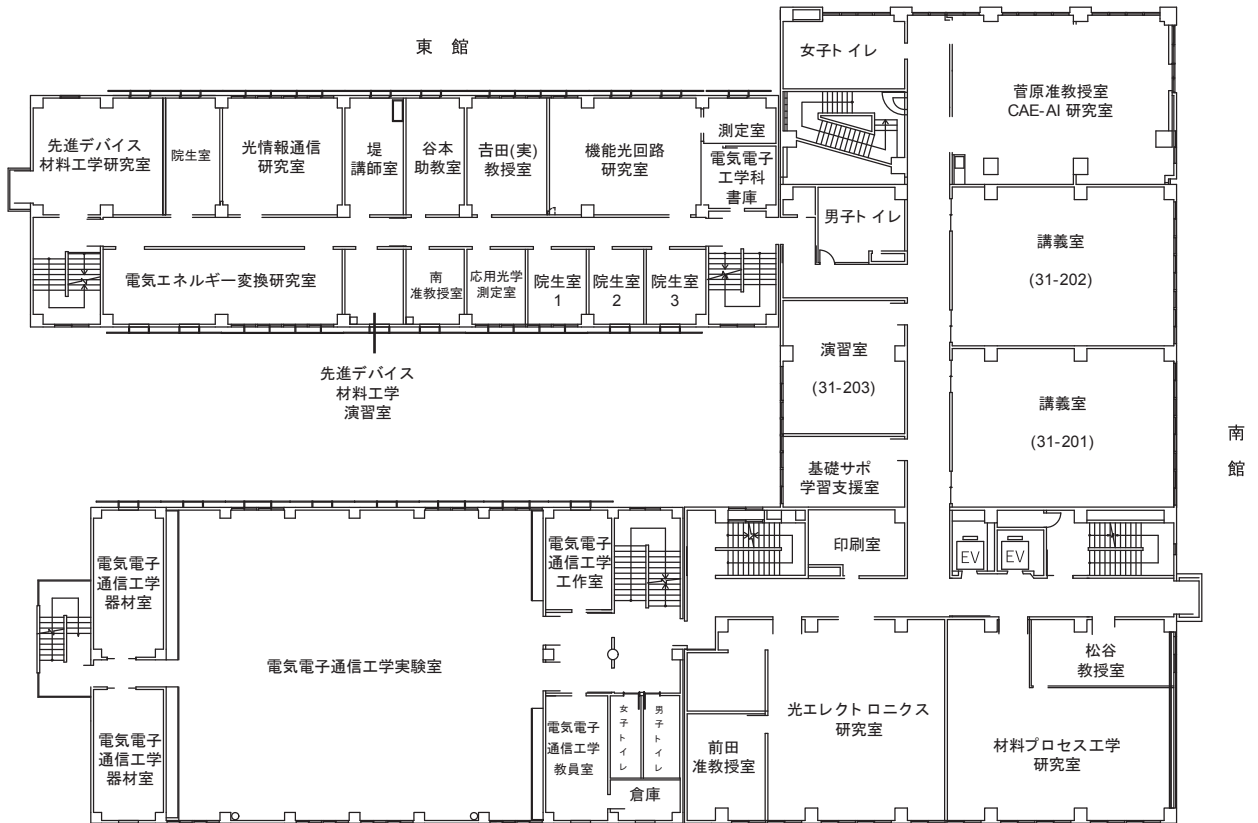 東 館
女子トイレ
菅原准教授室
CAE-AI 研究室
先進デバイス
材料工学研究室
院生室
光情報通信
研究室
堤
講師室
谷本
助教室
吉田(実)
教授室
機能光回路
研究室
測定室
電気電子
工学科
書庫
男子トイレ
講義室
(31-202)
電気エネルギー変換研究室
南
准教授室
応用光学
測定室
院生室
1
院生室
2
院生室
3
先進デバイス
材料工学
演習室
演習室
(31-203)
講義室
(31-201)
南
館
基礎サポ
学習支援室
電気電子
通信工学
器材室
電気電子
通信工学
工作室
印刷室
EV
EV
電気電子通信工学実験室
松谷
教授室
電気電子
通信工学
器材室
電気電子
通信工学
教員室
女子トイレ
男子トイレ
倉庫
前田
准教授室
光エレクトロニクス
研究室
材料プロセス工学
研究室